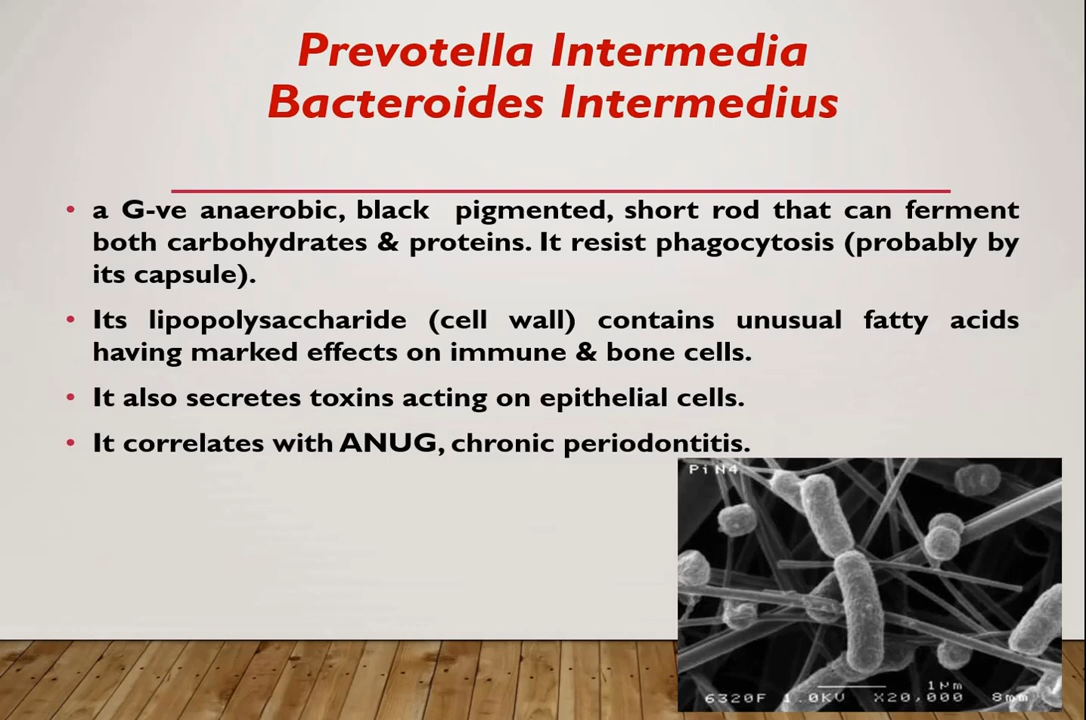 Prevotella Intermedia
Bacteroides Intermedius
• a G-ve anaerobic, black pigmented, short rod that can ferment
both carbohydrates & proteins. It resist phagocytosis (probably by
its capsule).
• Its lipopolysaccharide (cell wall) contains unusual fatty acids
having marked effects on immune & bone cells.
• It also secretes toxins acting on epithelial cells.
• It correlates with ANUG, chronic periodontitis.
PiN4
1µm
6320F 1.0KV X20,000 8mm